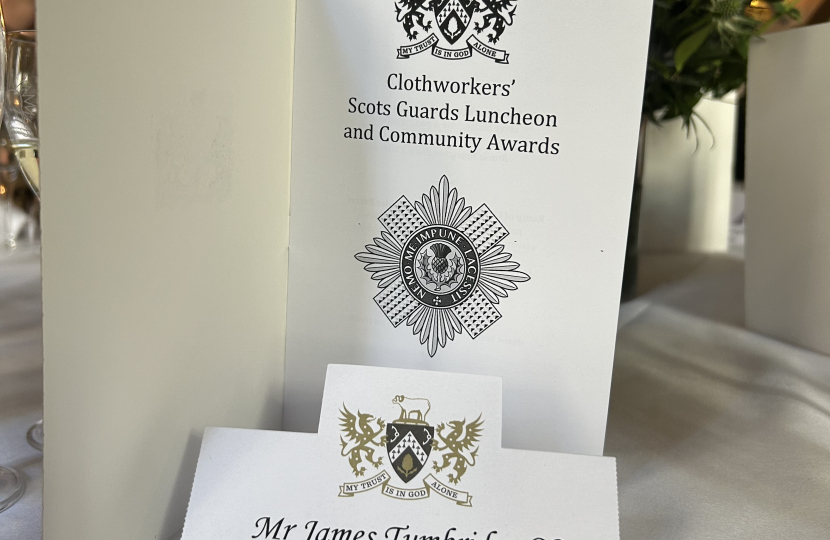 MY TRUST IS IN GOD ALONE
Clothworkers’
Scots Guards Luncheon
and Community Awards
NEMO ME IMPUNE LACESSIT
MY TRUST IS IN GOD ALONE
Mr James